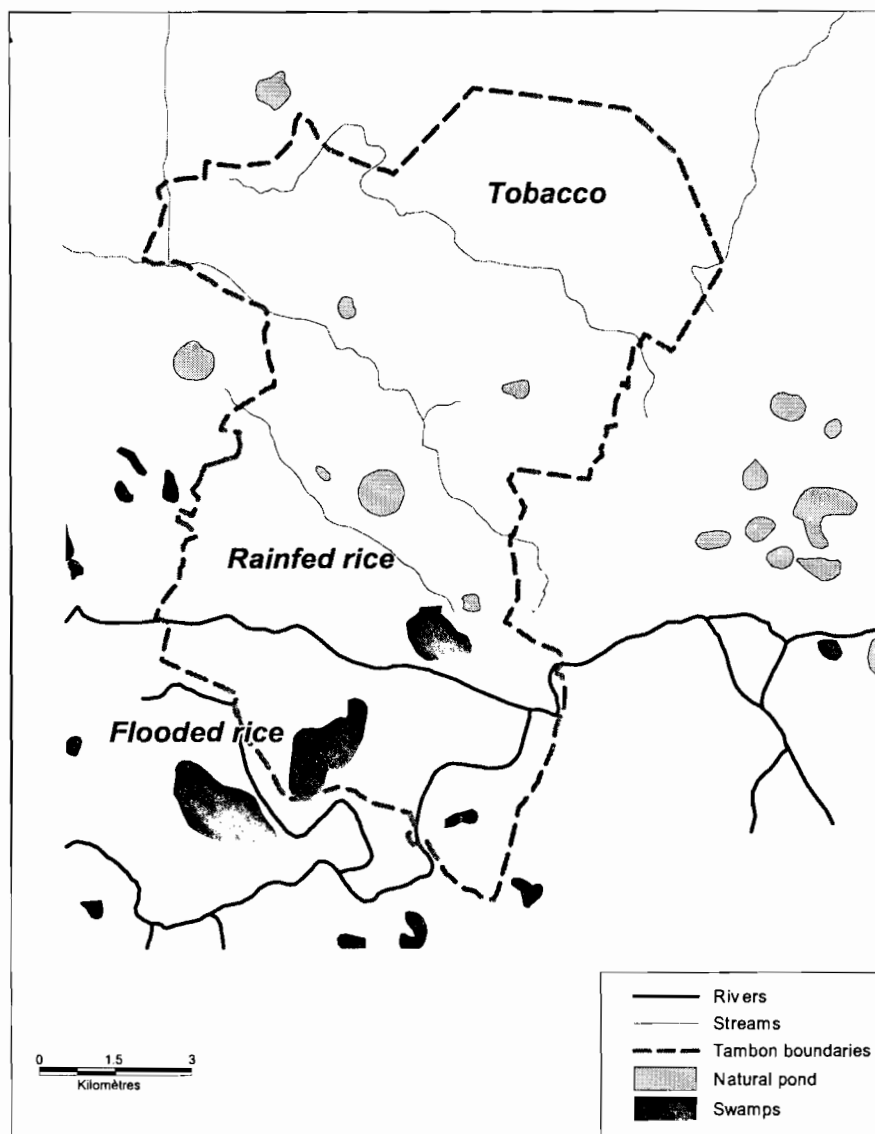 Tobacco
Rainfed rice
Flooded rice
Rivers
Streams
Tambon boundaries
Natural pond
Swamps
0 1.5 3
Kilomètres